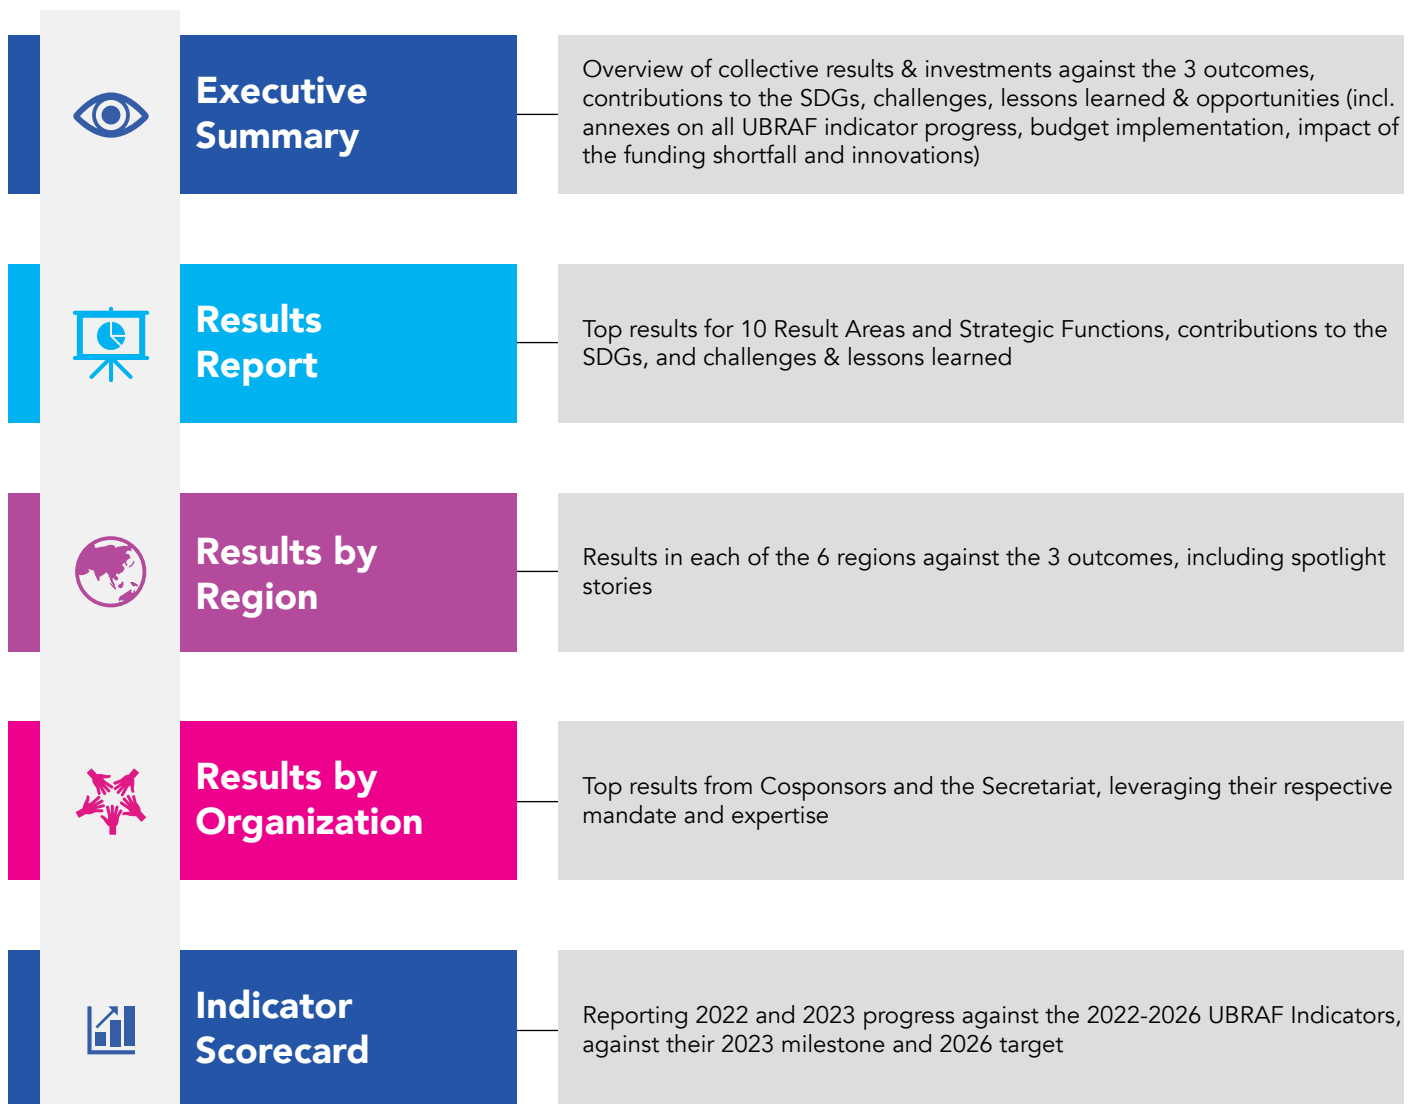 Executive
Summary
Overview of collective results & investments against the 3 outcomes,
contributions to the SDGs, challenges, lessons learned & opportunities (incl.
annexes on all UBRAF indicator progress, budget implementation, impact of
the funding shortfall and innovations)
Results
Report
Top results for 10 Result Areas and Strategic Functions, contributions to the
SDGs, and challenges & lessons learned
Results by
Region
Results in each of the 6 regions against the 3 outcomes, including spotlight
stories
Results by
Organization
Top results from Cosponsors and the Secretariat, leveraging their respective
mandate and expertise
Indicator
Scorecard
Reporting 2022 and 2023 progress against the 2022-2026 UBRAF Indicators,
against their 2023 milestone and 2026 target